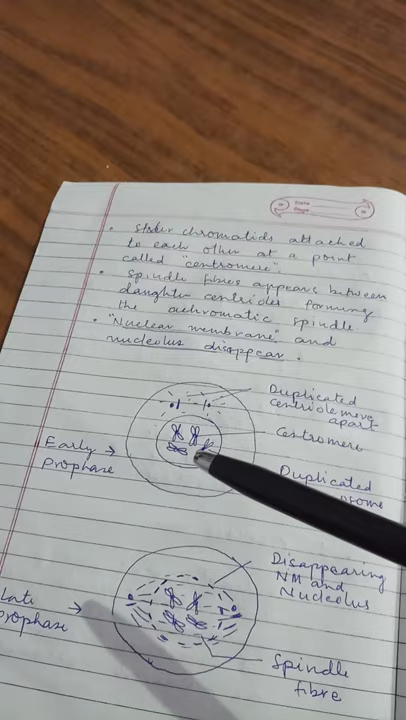 Date
Page
• Sister chromatids attached
to each other at a point
called "centromere".
• Spindle fibres appears between
daughter centrioles forming
the achromatic spindle.
• "Nuclear membrane" and
nucleolus disappear.
Duplicated
centriole move
apart
Centromere
Early →
prophase
Duplicated
osome
Disappearing
NM and
Nucleolus
Late →
prophase
Spindle
fibre